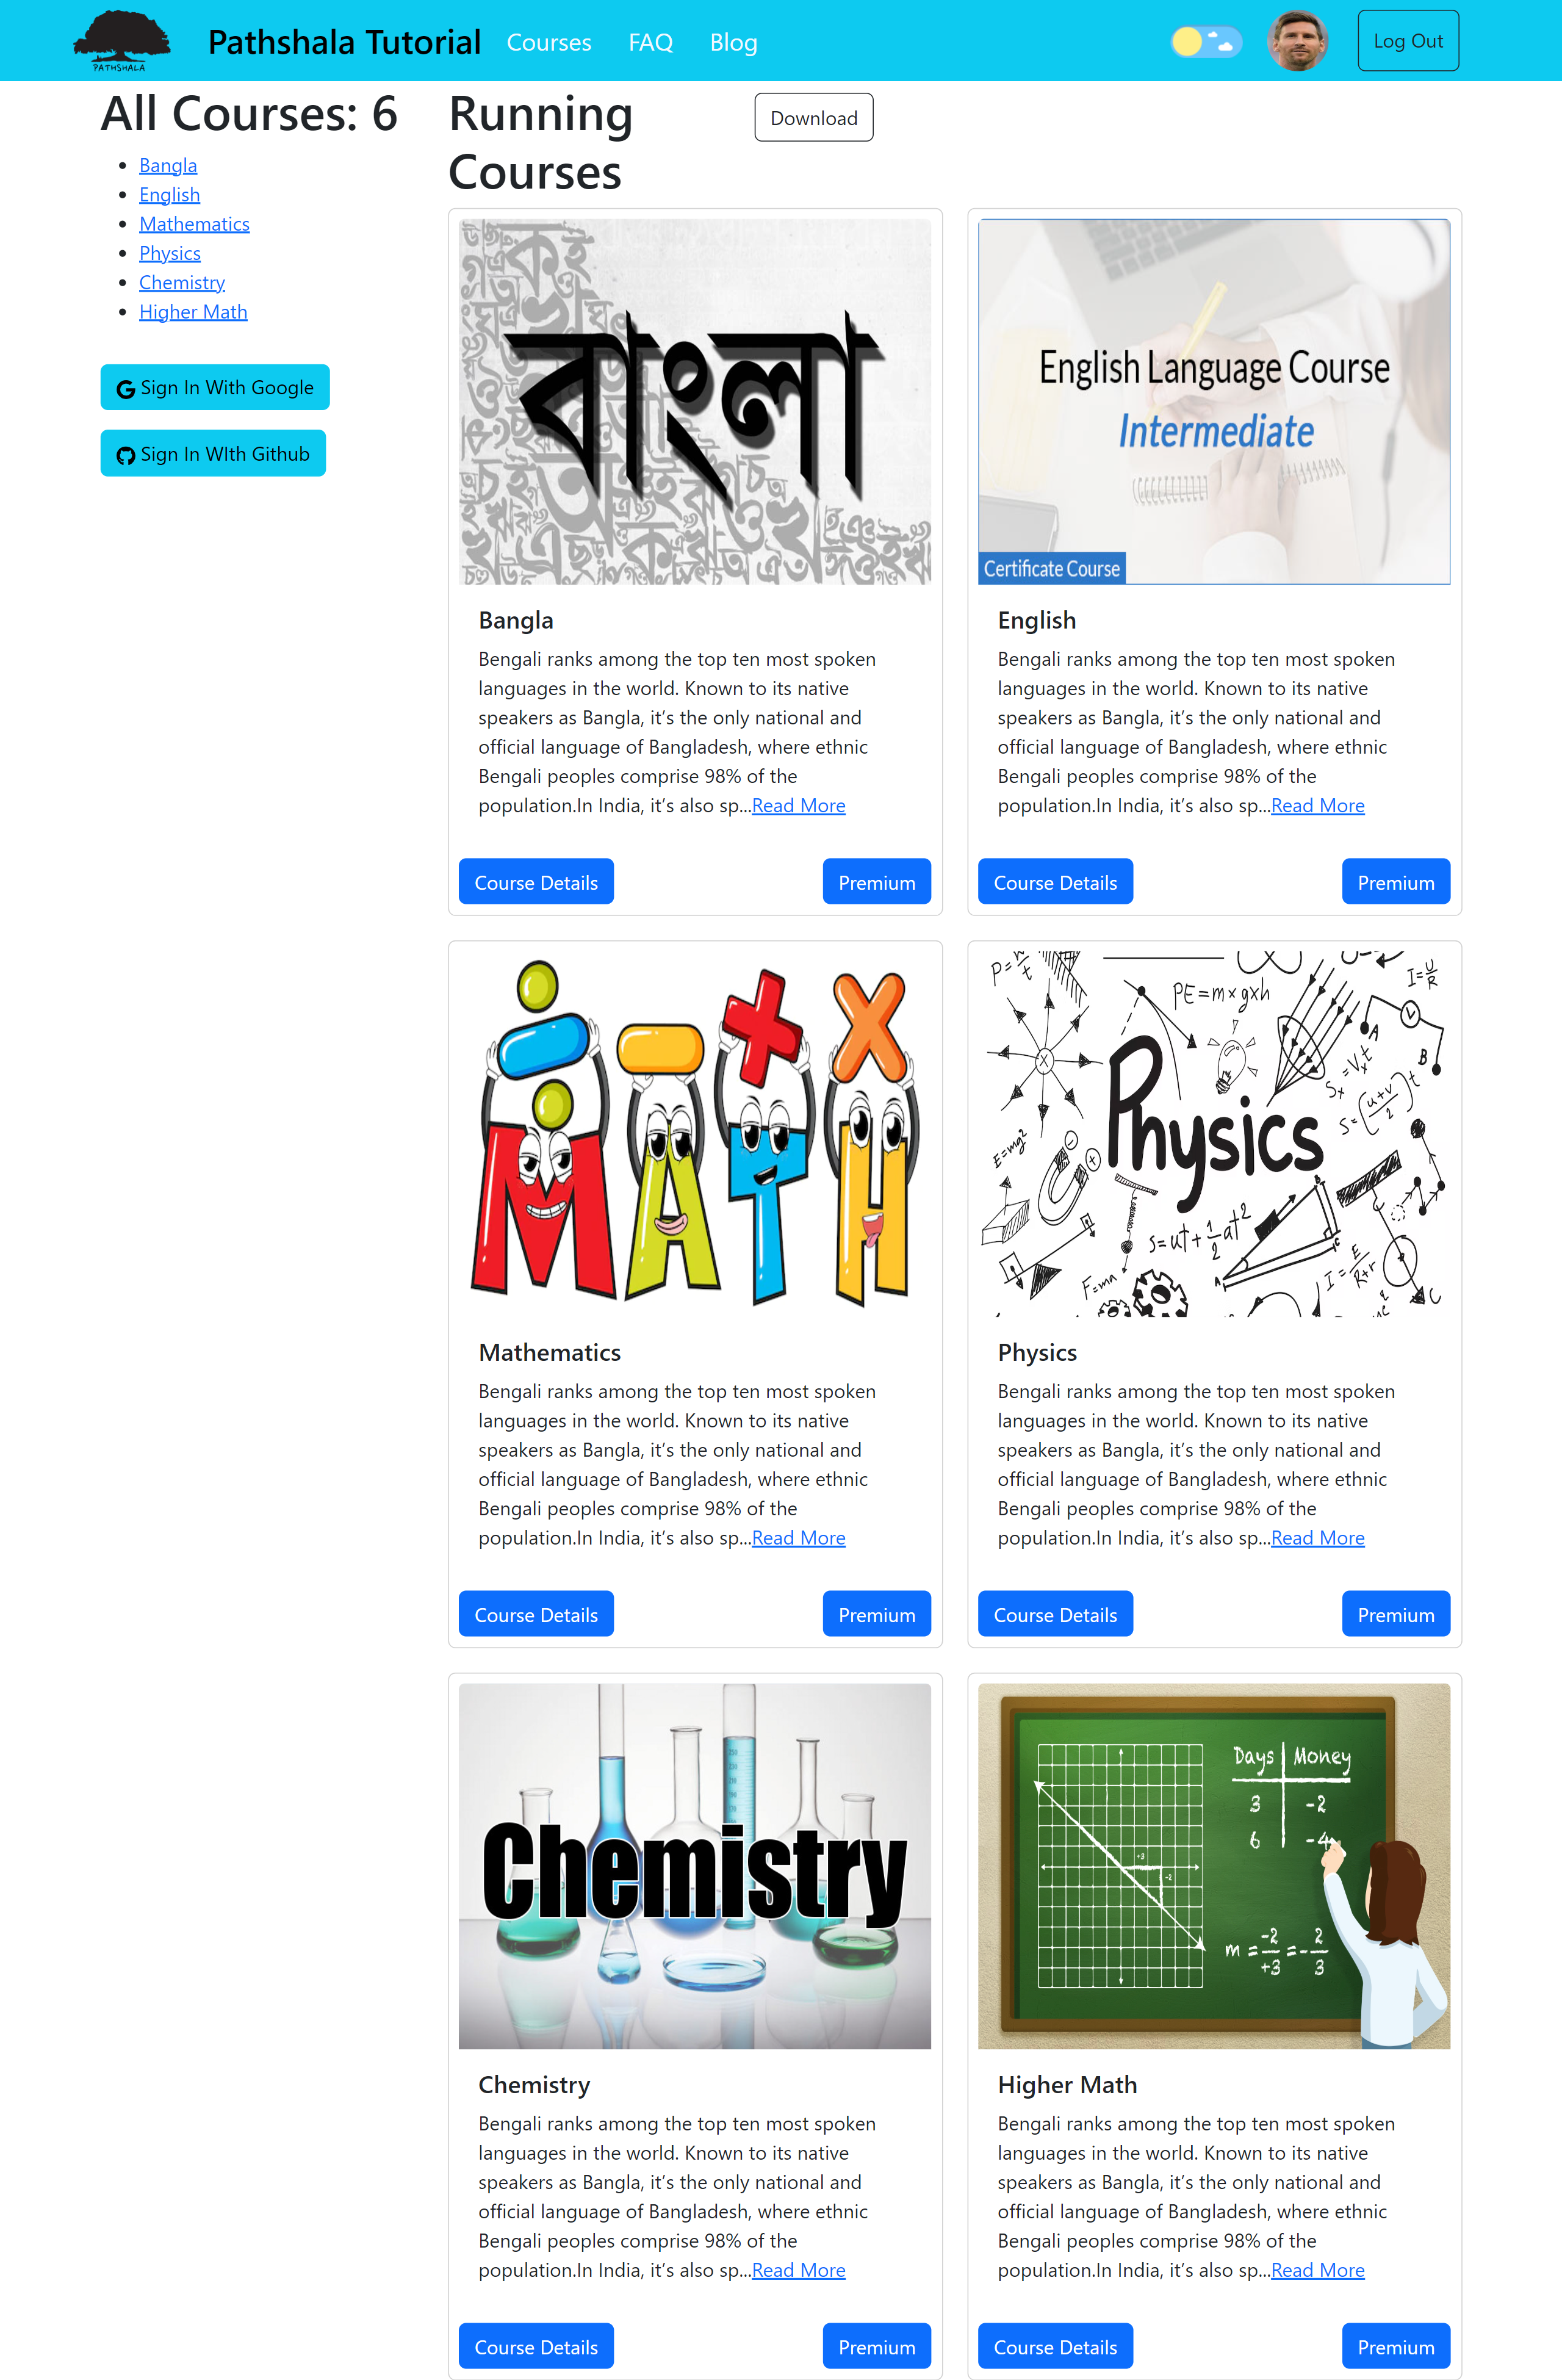 PATHSHALA
Pathshala Tutorial
Courses
FAQ
Blog
Log Out
All Courses: 6
Bangla
English
Mathematics
Physics
Chemistry
Higher Math
Sign In With Google
Sign In WIth Github
Running
Courses
Download
বাংলা
Bangla
Bengali ranks among the top ten most spoken
languages in the world. Known to its native
speakers as Bangla, it’s the only national and
official language of Bangladesh, where ethnic
Bengali peoples comprise 98% of the
population.In India, it’s also sp...Read More
Course Details
Premium
English Language Course
Intermediate
Certificate Course
English
Bengali ranks among the top ten most spoken
languages in the world. Known to its native
speakers as Bangla, it’s the only national and
official language of Bangladesh, where ethnic
Bengali peoples comprise 98% of the
population.In India, it’s also sp...Read More
Course Details
Premium
MATH
Mathematics
Bengali ranks among the top ten most spoken
languages in the world. Known to its native
speakers as Bangla, it’s the only national and
official language of Bangladesh, where ethnic
Bengali peoples comprise 98% of the
population.In India, it’s also sp...Read More
Course Details
Premium
PE=m×g×h
I=U/R
V
A
B
Physics
E=mg²
S=ut+½at²
F=ma
I=E/R+r
Physics
Bengali ranks among the top ten most spoken
languages in the world. Known to its native
speakers as Bangla, it’s the only national and
official language of Bangladesh, where ethnic
Bengali peoples comprise 98% of the
population.In India, it’s also sp...Read More
Course Details
Premium
Chemistry
Chemistry
Bengali ranks among the top ten most spoken
languages in the world. Known to its native
speakers as Bangla, it’s the only national and
official language of Bangladesh, where ethnic
Bengali peoples comprise 98% of the
population.In India, it’s also sp...Read More
Course Details
Premium
Days Money
3 -2
6 -4
+3
-2
m = -2/+3 = - 2/3
Higher Math
Bengali ranks among the top ten most spoken
languages in the world. Known to its native
speakers as Bangla, it’s the only national and
official language of Bangladesh, where ethnic
Bengali peoples comprise 98% of the
population.In India, it’s also sp...Read More
Course Details
Premium